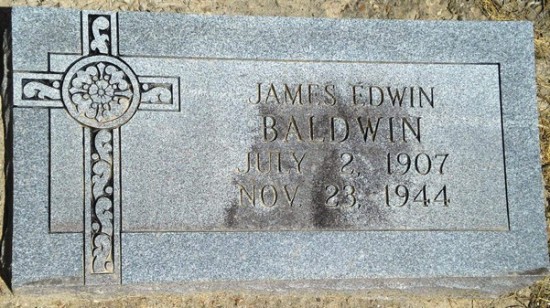 JAMES EDWIN
BALDWIN
JULY 2, 1907
NOV. 23, 1944